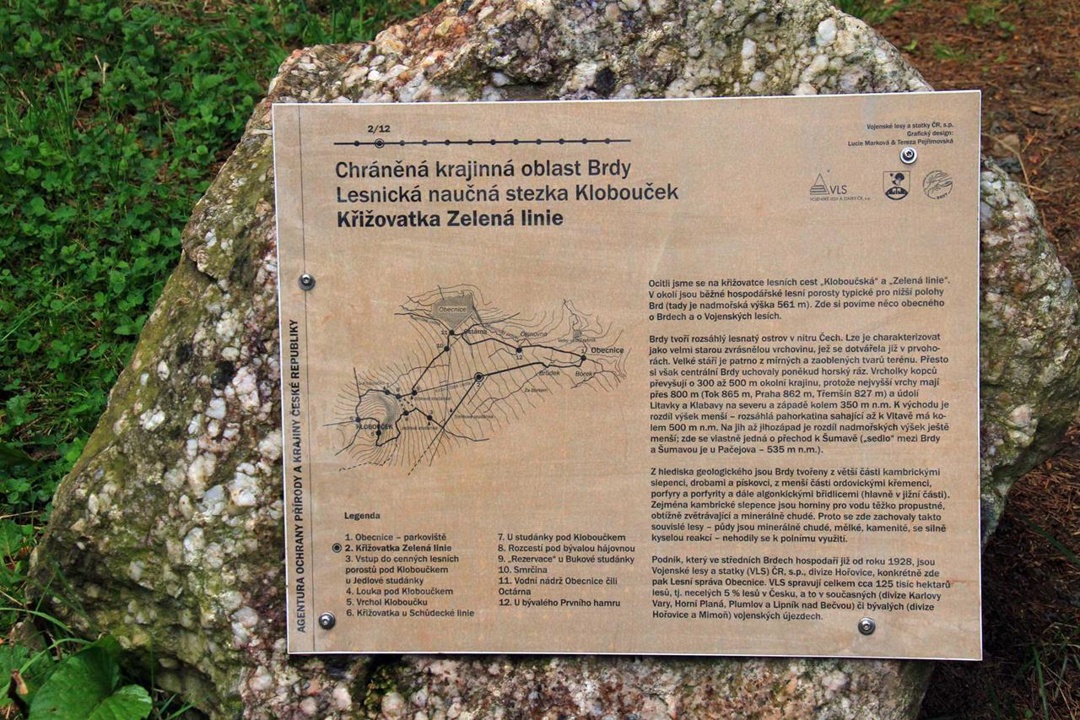 2/12
Vojenské lesy a statky ČR, s.p.
Grafický design:
Lucie Marková & Tereza Pejřimovská
Chráněná krajinná oblast Brdy
Lesnická naučná stezka Klobouček
Křižovatka Zelená linie
VLS
VOJENSKÉ LESY A STATKY ČR, s.p.
AGENTURA OCHRANY PŘÍRODY A KRAJINY ČESKÉ REPUBLIKY
Obecnice
Octárna
Obecnice
Brůdek
Borek
KLOBOUČEK
Ocitli jsme se na křižovatce lesních cest „Kloboučská“ a „Zelená linie“.
V okolí jsou běžné hospodářské lesní porosty typické pro nižší polohy
Brd (tady je nadmořská výška 561 m). Zde si povíme něco obecného
o Brdech a o Vojenských lesích.
Brdy tvoří rozsáhlý lesnatý ostrov v nitru Čech. Lze je charakterizovat
jako velmi starou zvrásněnou vrchovinu, jež se dotvářela již v prvoho-
rách. Velké stáří je patrno z mírných a zaoblených tvarů terénu. Přesto
si však centrální Brdy uchovaly poněkud horský ráz. Vrcholky kopců
převyšují o 300 až 500 m okolní krajinu, protože nejvyšší vrchy mají
přes 800 m (Tok 865 m, Praha 862 m, Třemšín 827 m) a údolí
Litavky a Klabavy na severu a západě kolem 350 m n.m. K východu je
rozdíl výšek menší – rozsáhlá pahorkatina sahající až k Vltavě má ko-
lem 500 m n.m. Na jih až jihozápad je rozdíl nadmořských výšek ještě
menší; zde se vlastně jedná o přechod k Šumavě („sedlo“ mezi Brdy
a Šumavou je u Pačejova – 535 m n.m.).
Z hlediska geologického jsou Brdy tvořeny z větší části kambrickými
slepenci, drobami a pískovci, z menší části ordovickými křemenci,
porfyry a porfyrity a dále algonkickými břidlicemi (hlavně v jižní části).
Zejména kambrické slepence jsou horniny pro vodu těžko propustné,
obtížně zvětrávající a minerálně chudé. Proto se zde zachovaly takto
souvislé lesy – půdy jsou minerálně chudé, mělké, kamenité, se silně
kyselou reakcí – nehodily se k polnímu využití.
Podnik, který ve středních Brdech hospodaří již od roku 1928, jsou
Vojenské lesy a statky (VLS) ČR, s.p., divize Hořovice, konkrétně zde
pak Lesní správa Obecnice. VLS spravují celkem cca 125 tisíc hektarů
lesů, tj. necelých 5 % lesů v Česku, a to v současných (divize Karlovy
Vary, Horní Planá, Plumlov a Lipník nad Bečvou) či bývalých (divize
Hořovice a Mimoň) vojenských újezdech.
Legenda
1. Obecnice – parkoviště
2. Křižovatka Zelená linie
3. Vstup do cenných lesních
porostů pod Kloboučkem
u Jedlové studánky
4. Louka pod Kloboučkem
5. Vrchol Kloboučku
6. Křižovatka u Schůdecké linie
7. U studánky pod Kloboučkem
8. Rozcestí pod bývalou hájovnou
9. „Rezervace“ u Bukové studánky
10. Smrčina
11. Vodní nádrž Obecnice čili
Octárna
12. U bývalého Prvního hamru